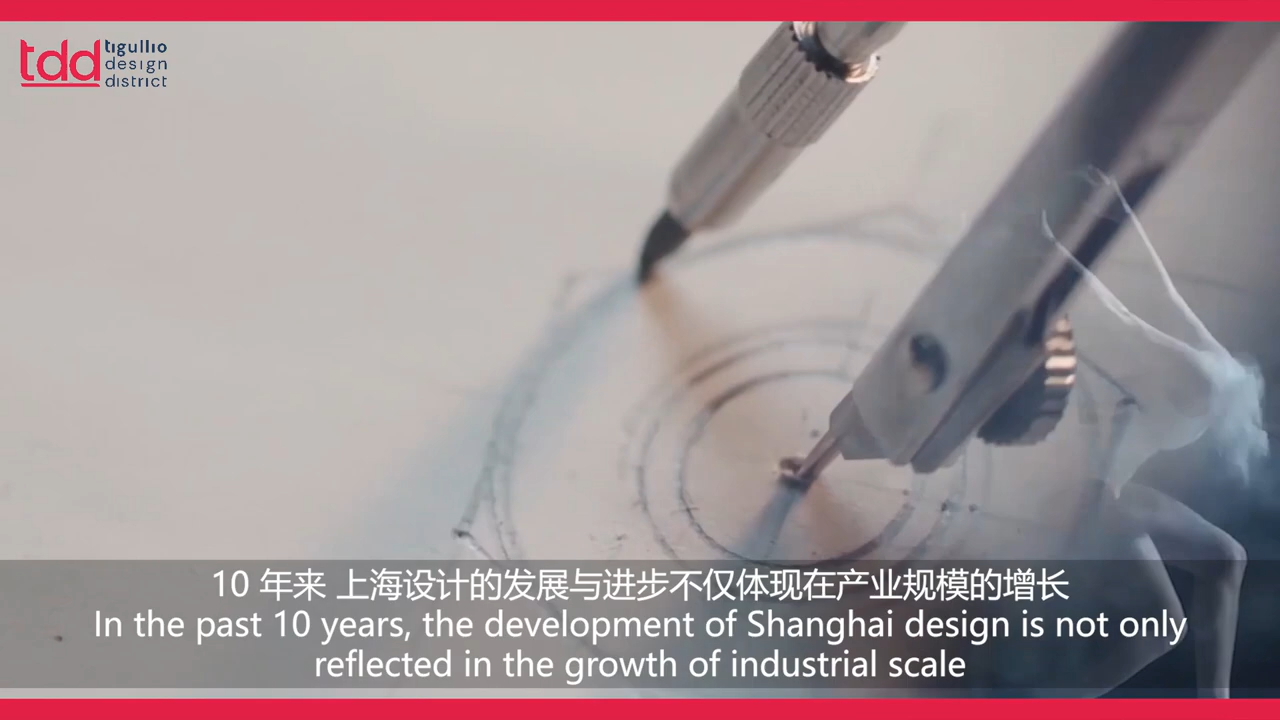 tdd
tigullio
design
district
10 年来 上海设计的发展与进步不仅体现在产业规模的增长
In the past 10 years, the development of Shanghai design is not only
reflected in the growth of industrial scale